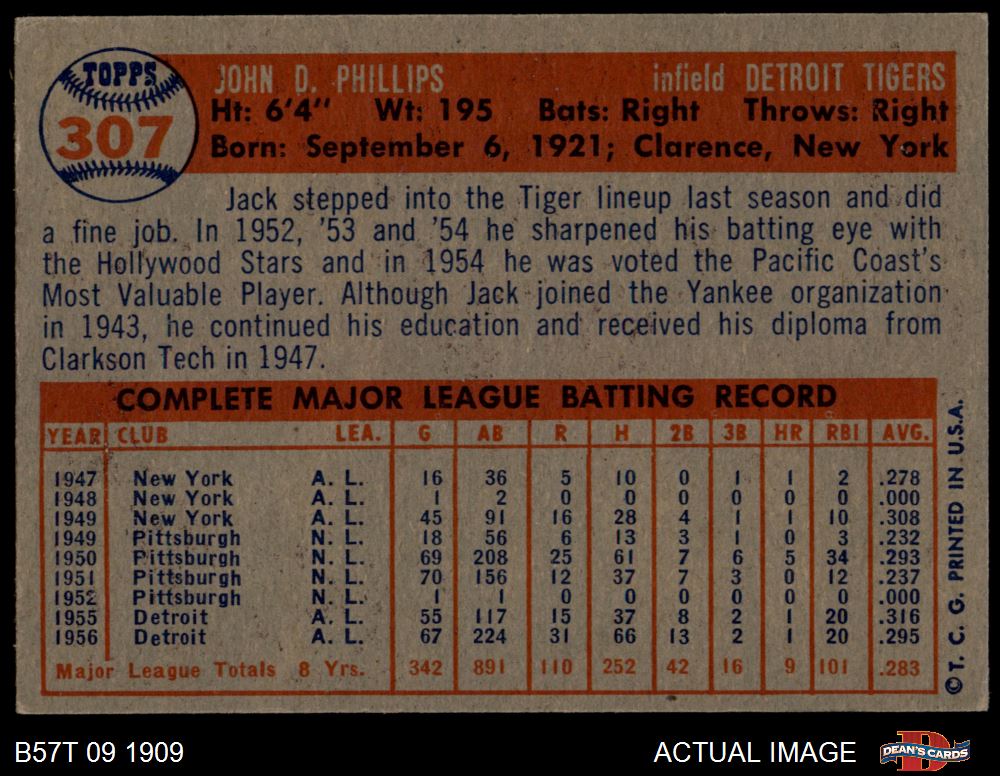 TOPPS
307
JOHN D. PHILLIPS infield DETROIT TIGERS
Ht: 6'4" Wt: 195 Bats: Right Throws: Right
Born: September 6, 1921; Clarence, New York
Jack stepped into the Tiger lineup last season and did
a fine job. In 1952, '53 and '54 he sharpened his batting eye with
the Hollywood Stars and in 1954 he was voted the Pacific Coast's
Most Valuable Player. Although Jack joined the Yankee organization
in 1943, he continued his education and received his diploma from
Clarkson Tech in 1947.
COMPLETE MAJOR LEAGUE BATTING RECORD
YEAR CLUB LEA. G AB R H 2B 3B HR RBI AVG.
1947 New York A. L. 16 36 5 10 0 1 1 2 .278
1948 New York A. L. 1 2 0 0 0 0 0 0 .000
1949 New York A. L. 45 91 16 28 4 1 1 10 .308
1949 Pittsburgh N. L. 18 56 6 13 3 1 0 3 .232
1950 Pittsburgh N. L. 69 208 25 61 7 6 5 34 .293
1951 Pittsburgh N. L. 70 156 12 37 7 3 0 12 .237
1952 Pittsburgh N. L. 1 1 0 0 0 0 0 0 .000
1955 Detroit A. L. 55 117 15 37 8 2 1 20 .316
1956 Detroit A. L. 67 224 31 66 13 2 1 20 .295
Major League Totals 8 Yrs. 342 891 110 252 42 16 9 101 .283
© T. C. G. PRINTED IN U.S.A.
B57T 09 1909 ACTUAL IMAGE
D
DEAN'S CARDS